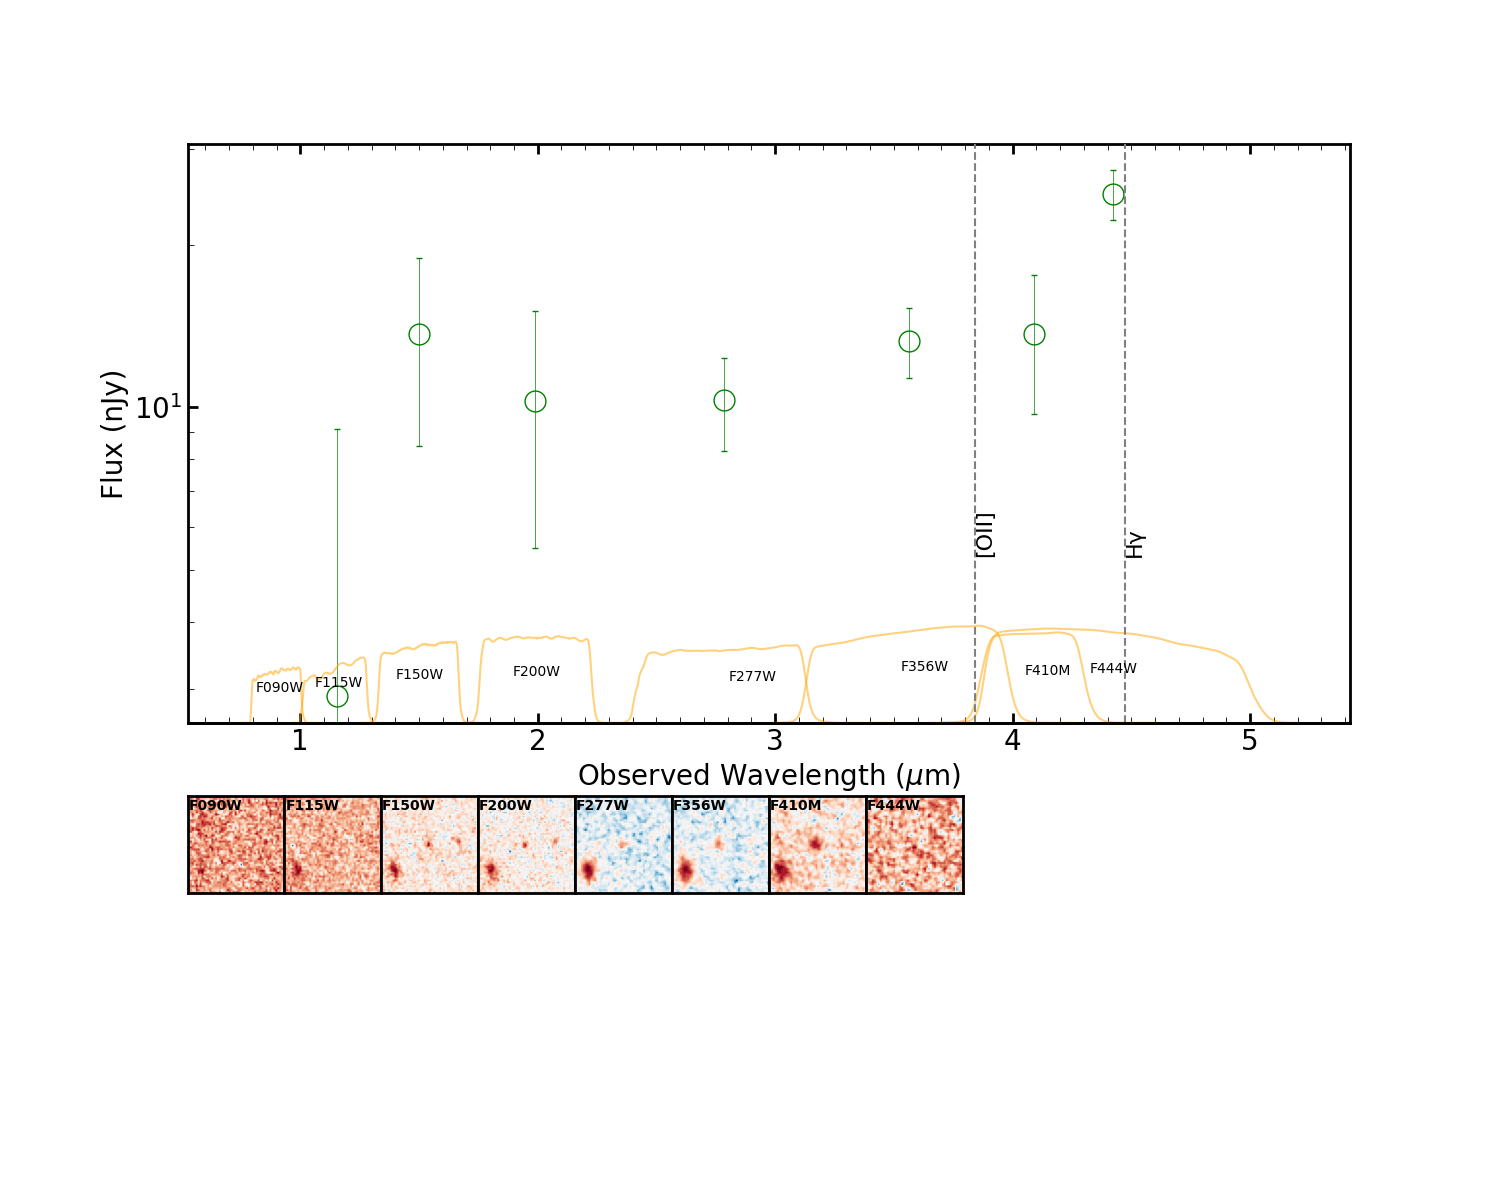 Flux (nJy)
10¹
[OII]
Hγ
F090W F115W F150W F200W F277W F356W F410M F444W
1 2 3 4 5
Observed Wavelength (μm)
F090W F115W F150W F200W F277W F356W F410M F444W